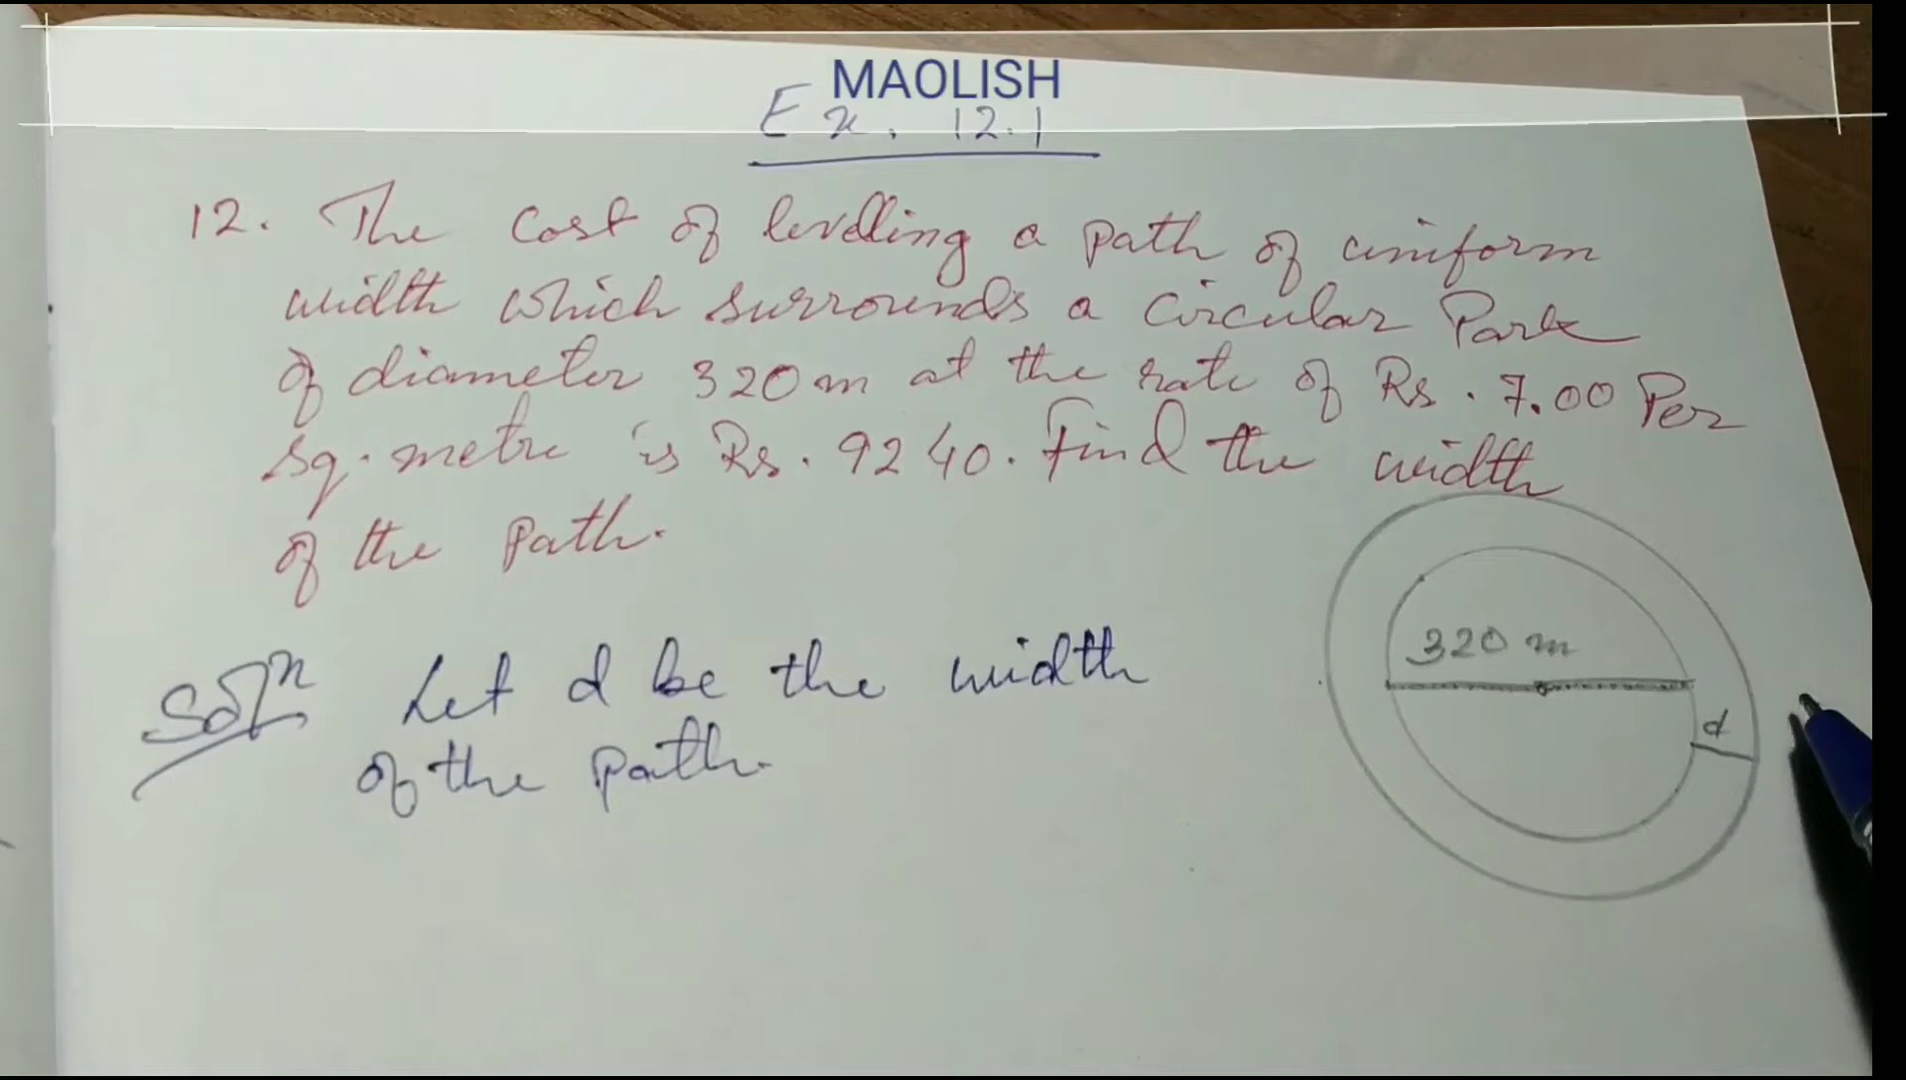 MAOLISH
Ex. 12.1
12. The cost of levelling a path of uniform
width which surrounds a circular Park
of diameter 320m at the rate of Rs. 7.00 Per
sq. metre is Rs. 9240. Find the width
of the path.
320 m
d
Solⁿ Let d be the width
of the path.